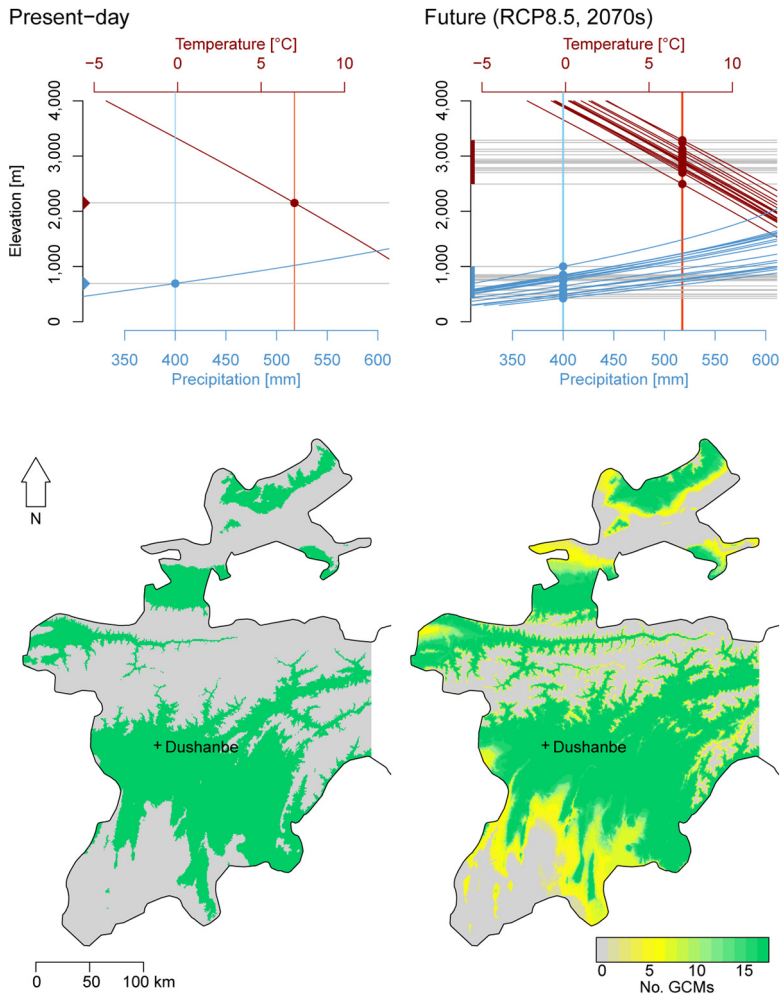 Present−day
Future (RCP8.5, 2070s)
Temperature [°C]
−5 0 5 10
Elevation [m]
4,000
3,000
2,000
1,000
0
350 400 450 500 550 600
Precipitation [mm]
Temperature [°C]
−5 0 5 10
4,000
3,000
2,000
1,000
0
350 400 450 500 550 600
Precipitation [mm]
N
+ Dushanbe
+ Dushanbe
0 50 100 km
0 5 10 15
No. GCMs